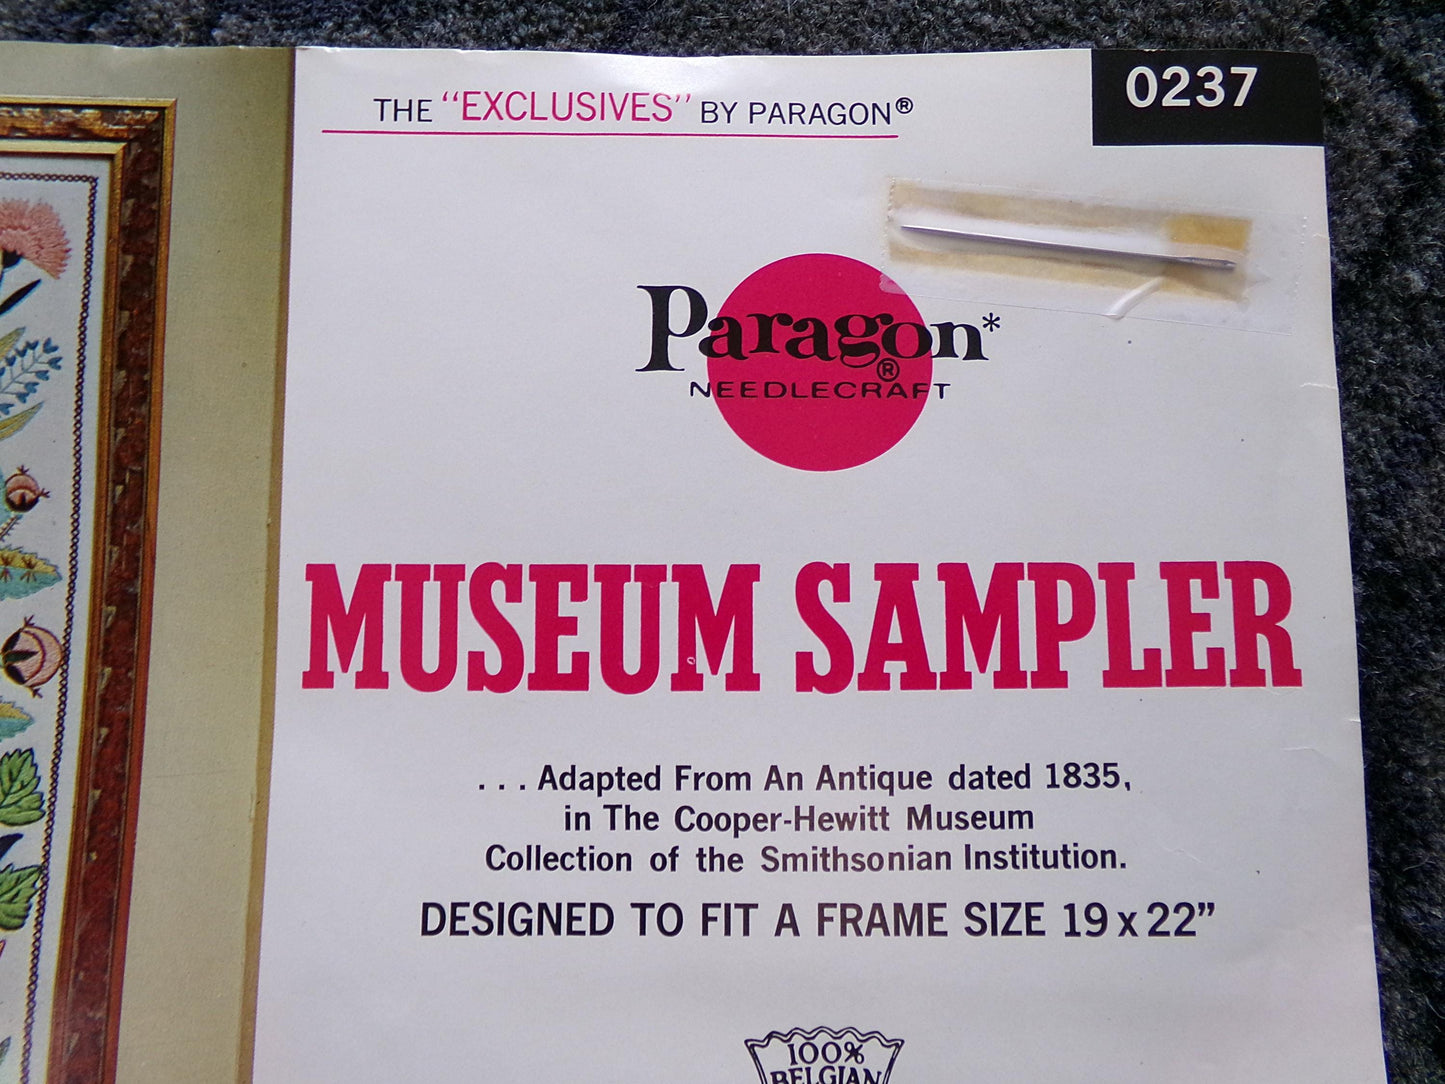 THE "EXCLUSIVES" BY PARAGON®
0237
Paragon*
®
NEEDLECRAFT
MUSEUM SAMPLER
... Adapted From An Antique dated 1835,
in The Cooper-Hewitt Museum
Collection of the Smithsonian Institution.
DESIGNED TO FIT A FRAME SIZE 19 x 22"
100%
BELGIAN